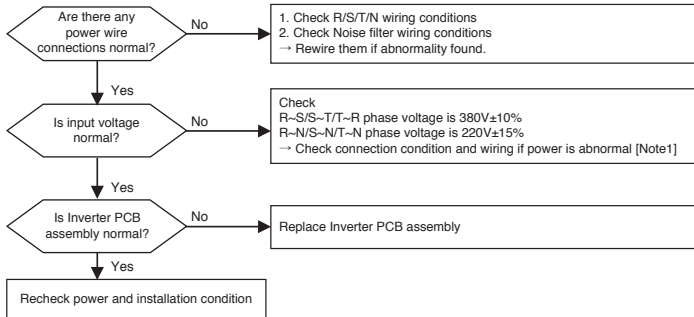 Are there any
power wire
connections normal?
No
1. Check R/S/T/N wiring conditions
2. Check Noise filter wiring conditions
→ Rewire them if abnormality found.
Yes
Is input voltage
normal?
No
Check
R~S/S~T/T~R phase voltage is 380V±10%
R~N/S~N/T~N phase voltage is 220V±15%
→ Check connection condition and wiring if power is abnormal [Note1]
Yes
Is Inverter PCB
assembly normal?
No
Replace Inverter PCB assembly
Yes
Recheck power and installation condition